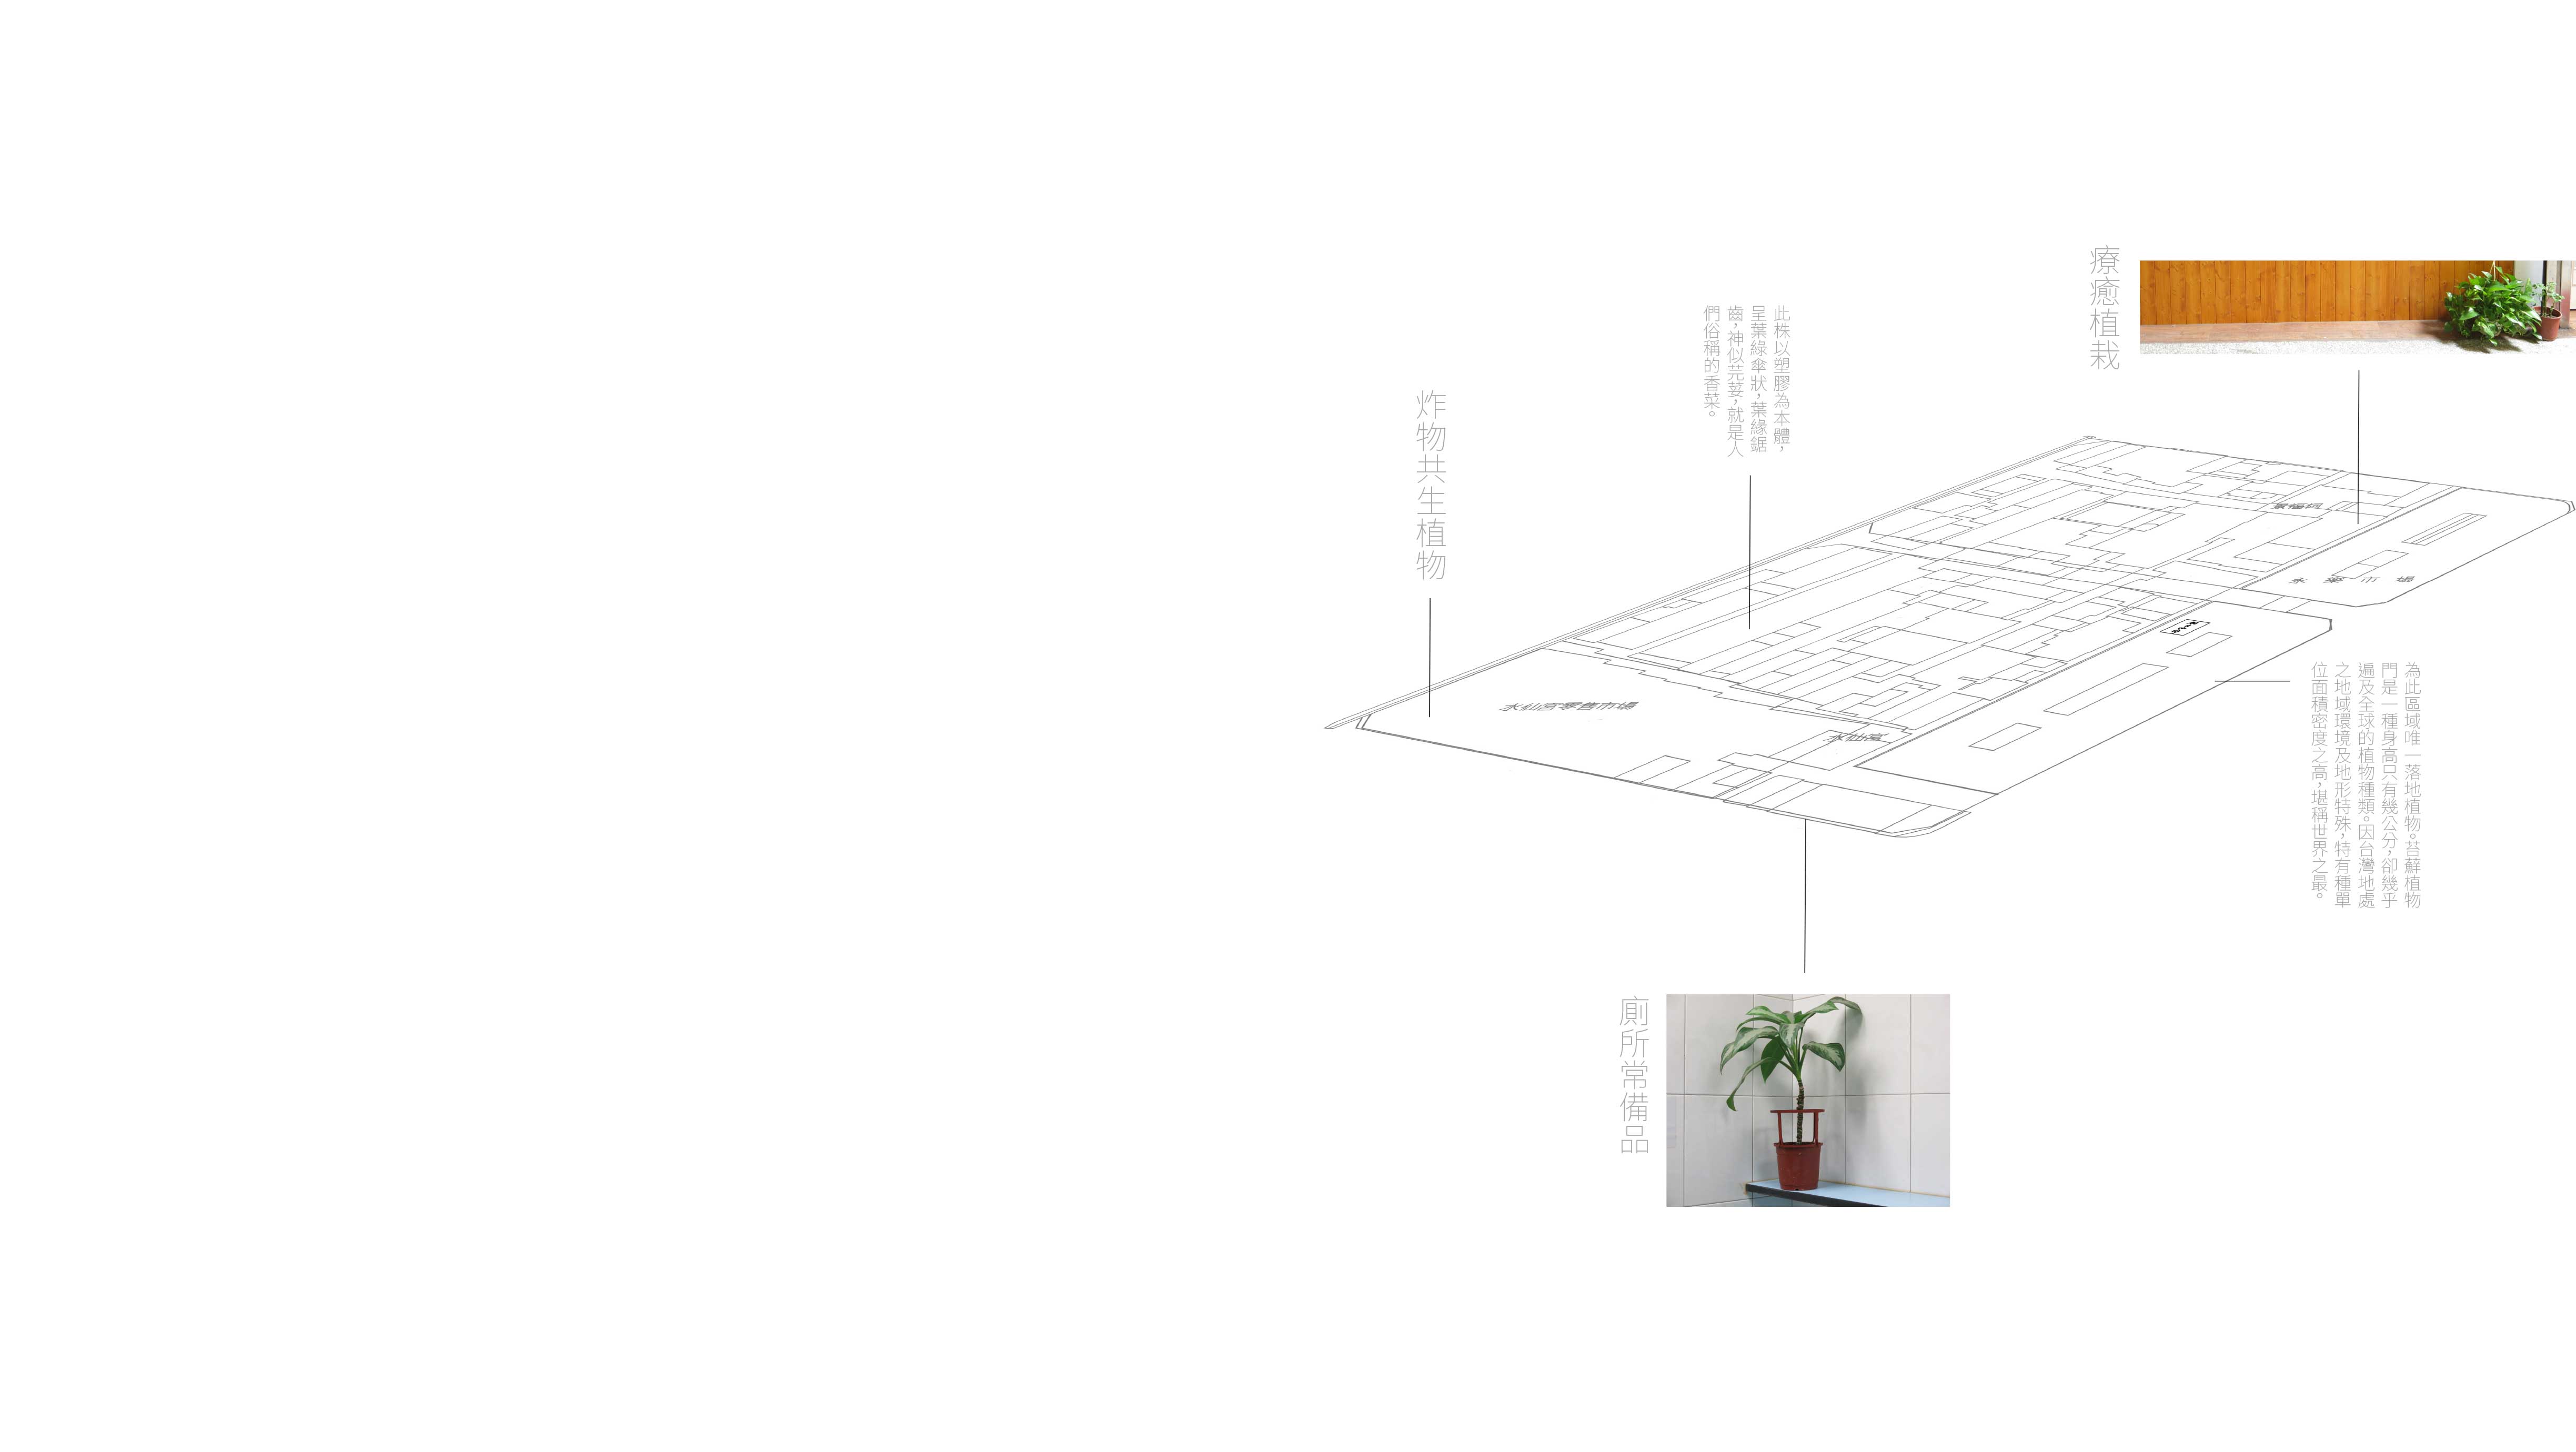 療癒植栽
此株以塑膠為本體，
呈葉綠傘狀，葉緣鋸
齒，神似芫荽，就是人
們俗稱的香菜。
炸物共生植物
景福祠
永樂市場
為此區域唯一落地植物。苔蘚植物
門是一種身高只有幾公分，卻幾乎
遍及全球的植物種類。因台灣地處
之地域環境及地形特殊，特有種單
位面積密度之高，堪稱世界之最。
水仙宮零售市場
水仙宮
廁所常備品